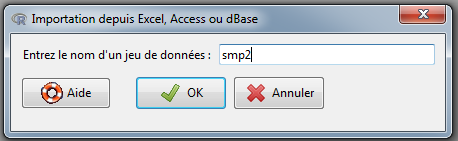 Importation depuis Excel, Access ou dBase
Entrez le nom d'un jeu de données : smp2
Aide OK Annuler